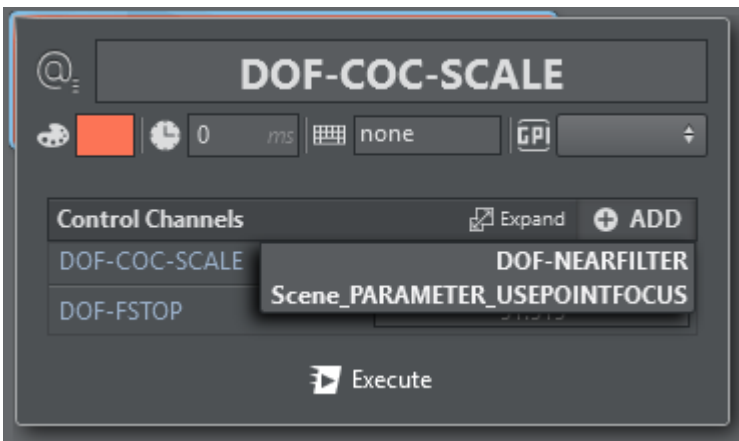 @
DOF-COC-SCALE
0 ms none GPI
Control Channels Expand ADD
DOF-COC-SCALE
DOF-NEARFILTER
Scene_PARAMETER_USEPOINTFOCUS
DOF-FSTOP
Execute